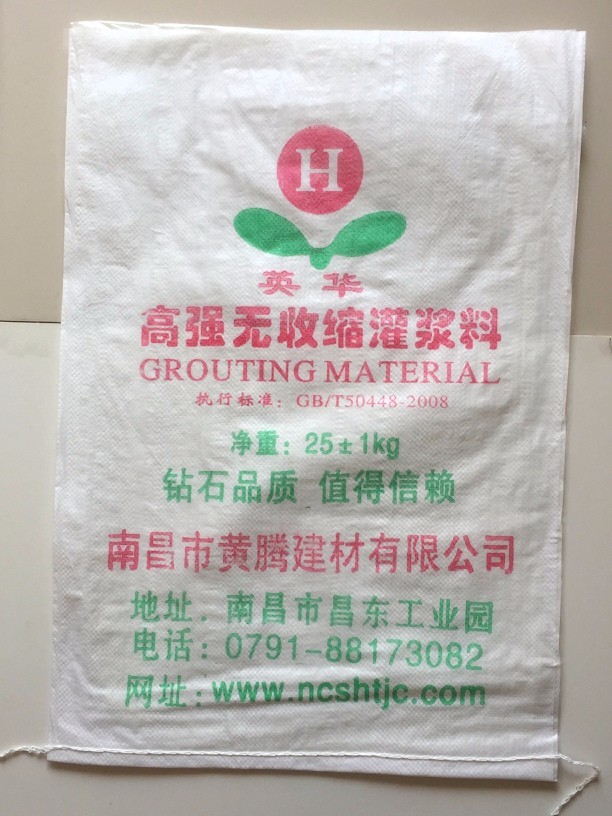 H
英华
高强无收缩灌浆料
GROUTING MATERIAL
执行标准：GB/T50448-2008
净重：25±1kg
钻石品质 值得信赖
南昌市黄腾建材有限公司
地址．南昌市昌东工业园
电话：0791-88173082
网址：www.ncshtjc.com